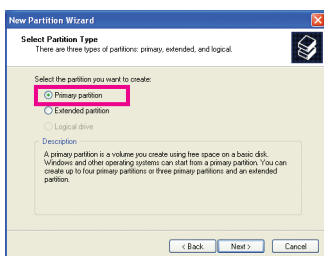 New Partition Wizard
Select Partition Type
There are three types of partitions: primary, extended, and logical.
Select the partition you want to create:
Primary partition
Extended partition
Logical drive
Description
A primary partition is a volume you create using free space on a basic disk.
Windows and other operating systems can start from a primary partition. You can
create up to four primary partitions or three primary partitions and an extended
partition.
< Back
Next >
Cancel